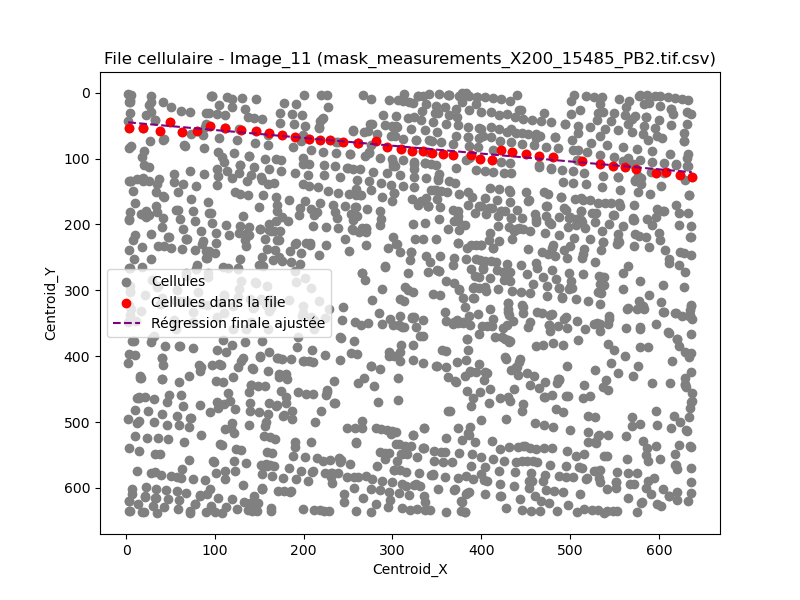 File cellulaire - Image_11 (mask_measurements_X200_15485_PB2.tif.csv)
0
100
200
300
400
500
600
Centroid_Y
Cellules
Cellules dans la file
Régression finale ajustée
0 100 200 300 400 500 600
Centroid_X